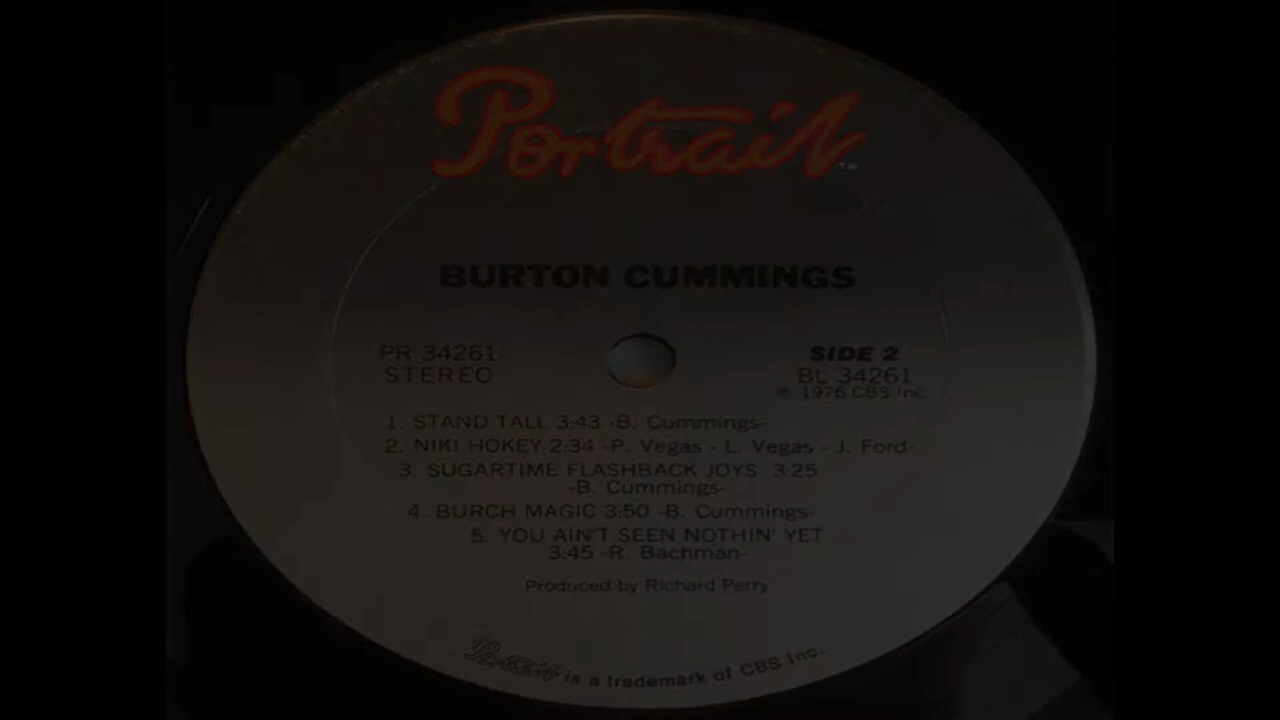 Portrait™
BURTON CUMMINGS
PR 34261
STEREO
SIDE 2
BL 34261
℗ 1976 CBS Inc
1. STAND TALL 3:43 -B. Cummings-
2. NIKI HOKEY 2:34 -P. Vegas - L. Vegas - J. Ford-
3. SUGARTIME FLASHBACK JOYS 3:25
-B. Cummings-
4. BURCH MAGIC 3:50 -B. Cummings-
5. YOU AIN'T SEEN NOTHIN' YET
3:45 -R. Bachman-
Produced by Richard Perry
Portrait is a trademark of CBS Inc.